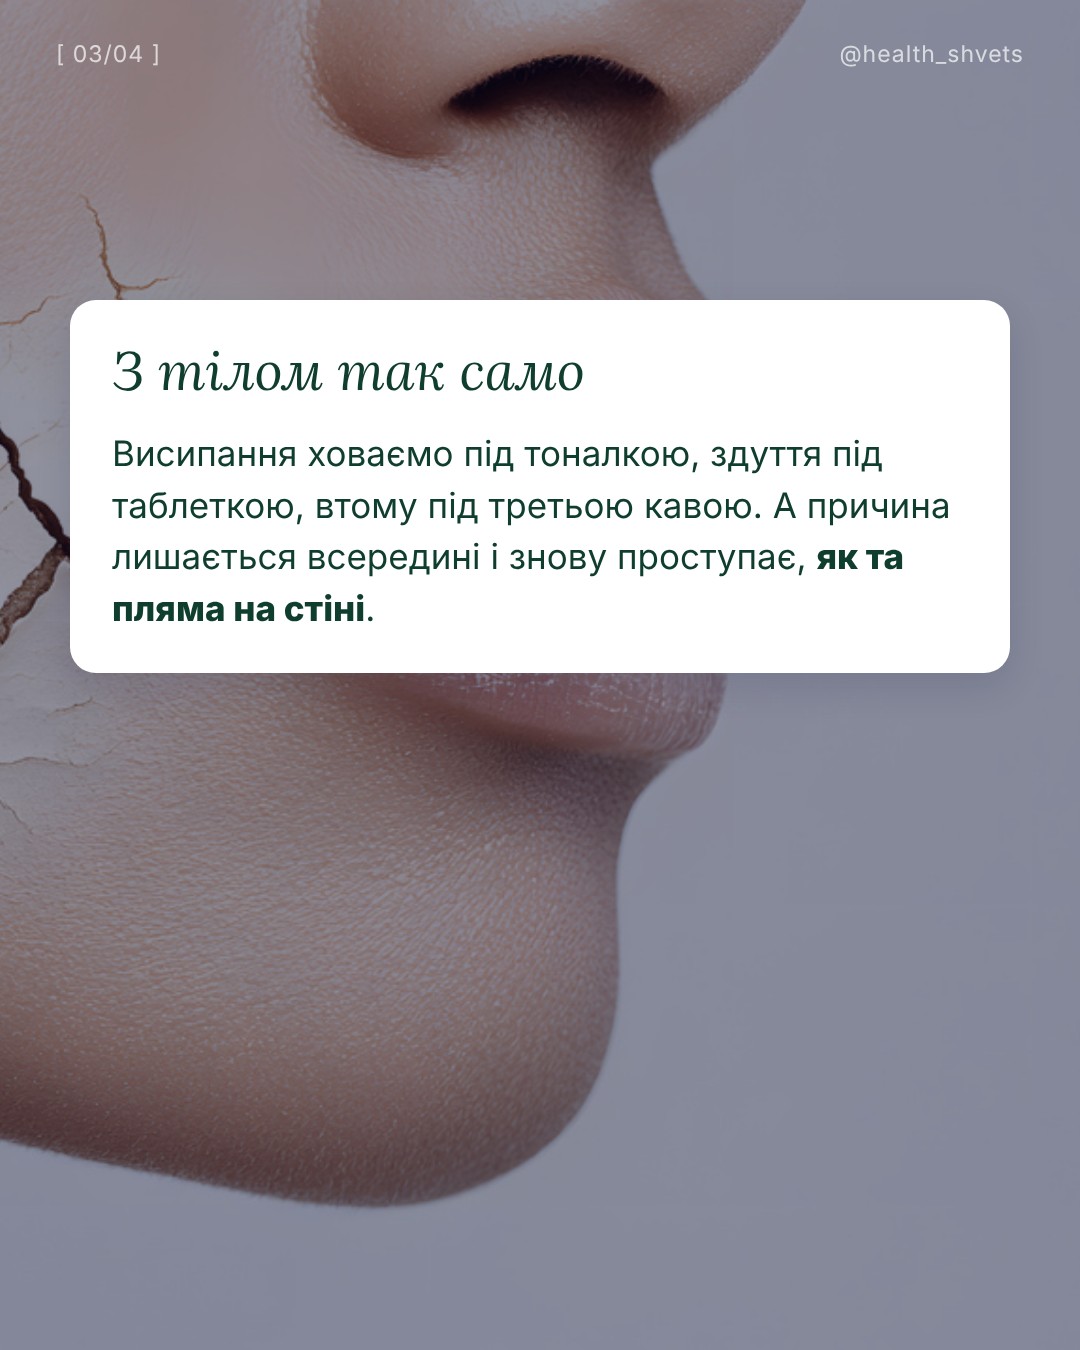 [ 03/04 ]
@health_shvets
З тілом так само
Висипання ховаємо під тоналкою, здуття під
таблеткою, втому під третьою кавою. А причина
лишається всередині і знову проступає, як та
пляма на стіні.